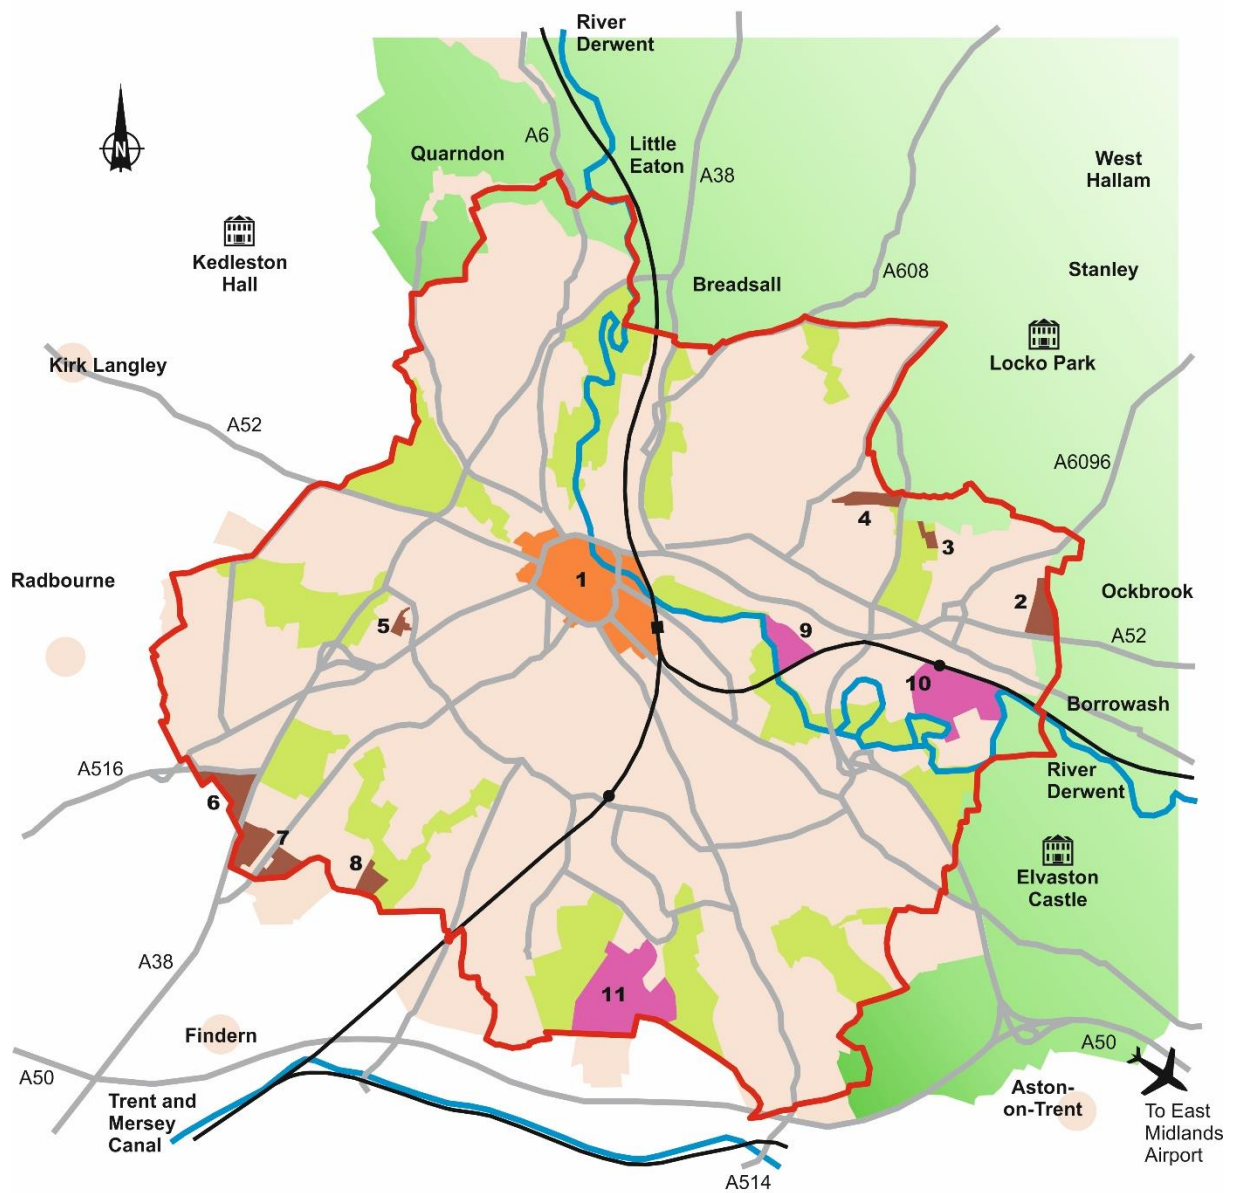 River
Derwent
A6
Little
Eaton
Quarndon
A38
West
Hallam
N
Kedleston
Hall
Breadsall
A608
Stanley
Locko Park
Kirk Langley
A52
A6096
4
3
1
Radbourne
5
2
Ockbrook
9
A52
10
Borrowash
A516
6
River
Derwent
7
8
Elvaston
Castle
A38
11
Findern
A50
A50
Trent and
Mersey
Canal
Aston-
on-Trent
To East
Midlands
Airport
A514